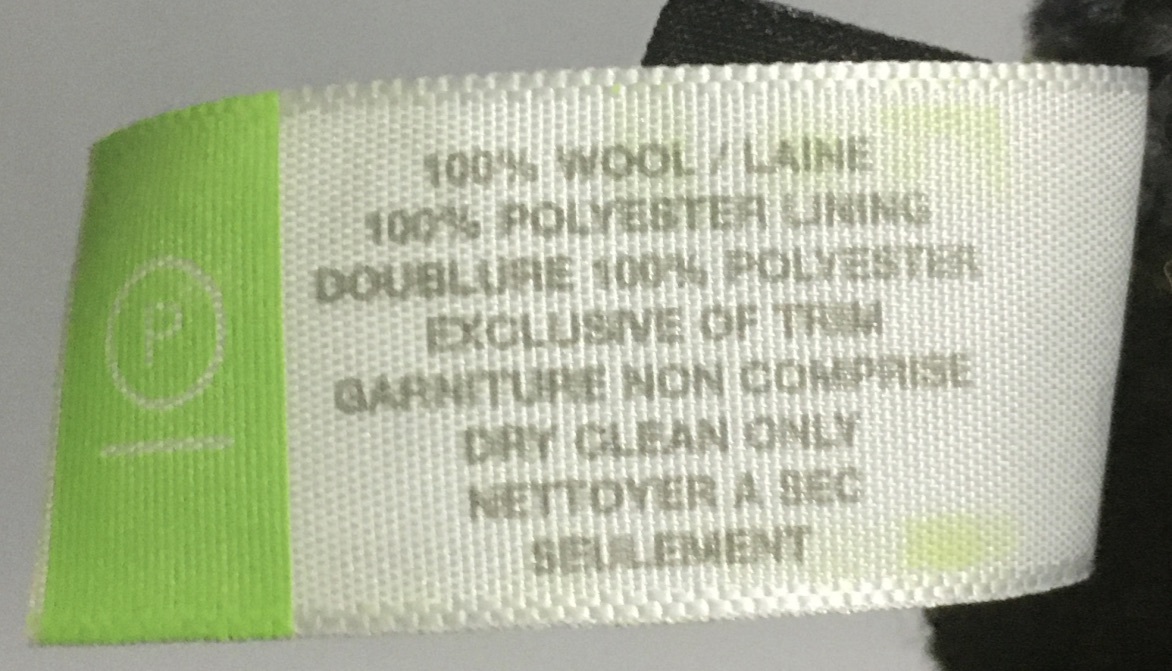 P
100% WOOL / LAINE
100% POLYESTER LINING
DOUBLURE 100% POLYESTER
EXCLUSIVE OF TRIM
GARNITURE NON COMPRISE
DRY CLEAN ONLY
NETTOYER A SEC
SEULEMENT